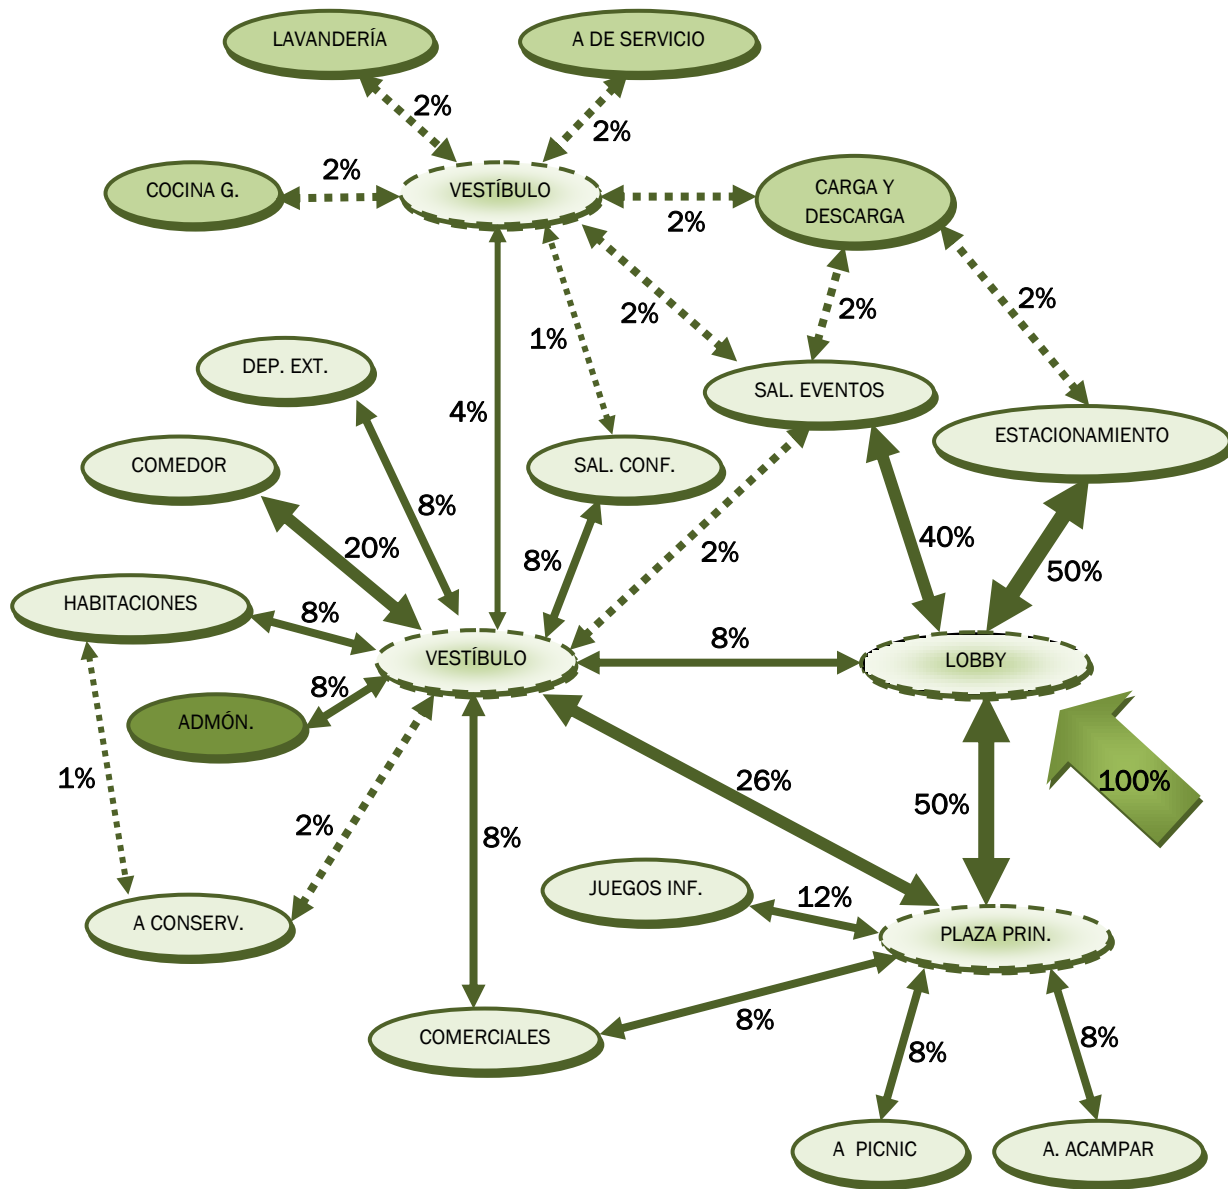 LAVANDERÍA
A DE SERVICIO
2%
2%
2%
COCINA G.
VESTÍBULO
CARGA Y
DESCARGA
2%
2%
2%
2%
1%
DEP. EXT.
SAL. EVENTOS
4%
ESTACIONAMIENTO
COMEDOR
SAL. CONF.
8%
20%
8%
2%
40%
50%
HABITACIONES
8%
8%
VESTÍBULO
LOBBY
8%
ADMÓN.
1%
2%
26%
50%
100%
8%
JUGOS INF.
12%
A CONSERV.
PLAZA PRIN.
COMERCIALES
8%
8%
8%
A PICNIC
A. ACAMPAR